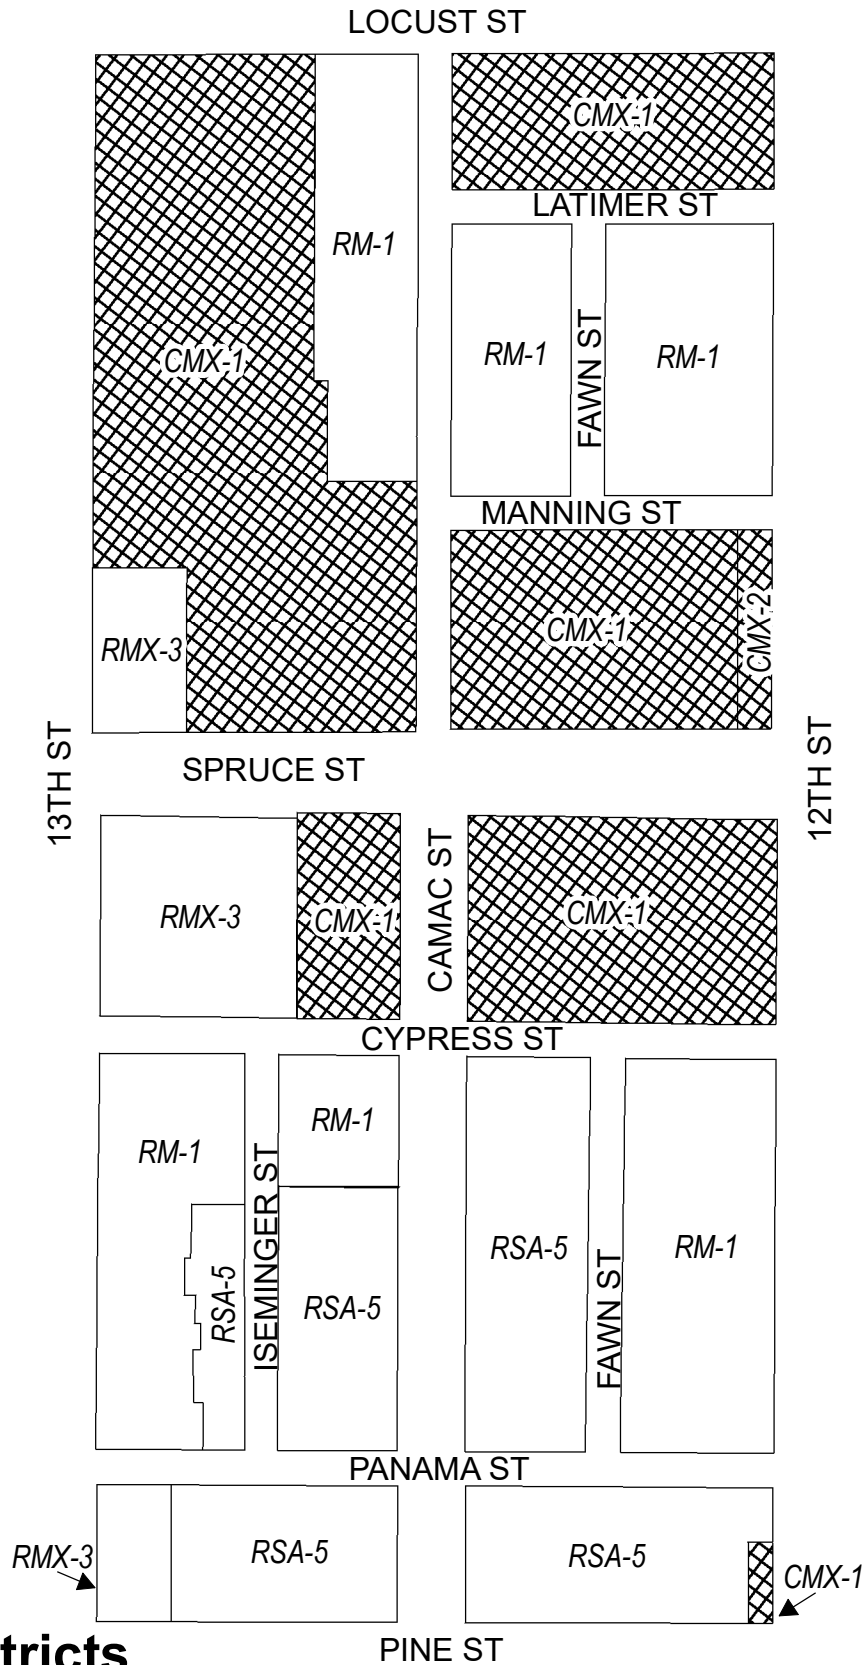 LOCUST ST
CMX-1
LATIMER ST
RM-1
RM-1
FAWN ST
RM-1
CMX-1
MANNING ST
CMX-1
CMX-2
RMX-3
13TH ST
SPRUCE ST
12TH ST
RMX-3
CMX-1
CAMAC ST
CMX-1
CYPRESS ST
RM-1
RM-1
ISEMINGER ST
RSA-5
RSA-5
RSA-5
FAWN ST
RM-1
PANAMA ST
RMX-3
RSA-5
RSA-5
CMX-1
tricts
PINE ST